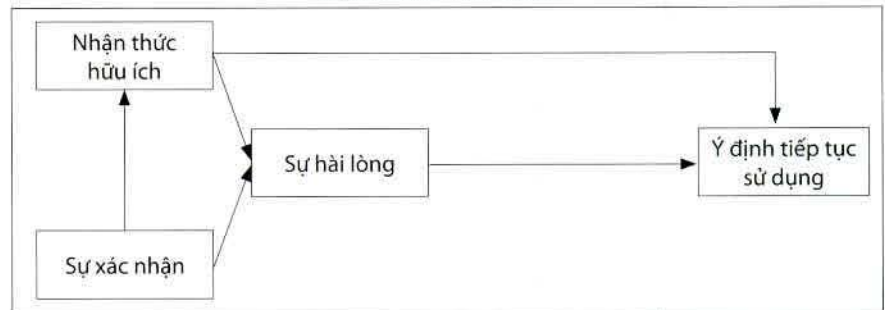 Nhận thức
hữu ích
Sự hài lòng
Ý định tiếp tục
sử dụng
Sự xác nhận